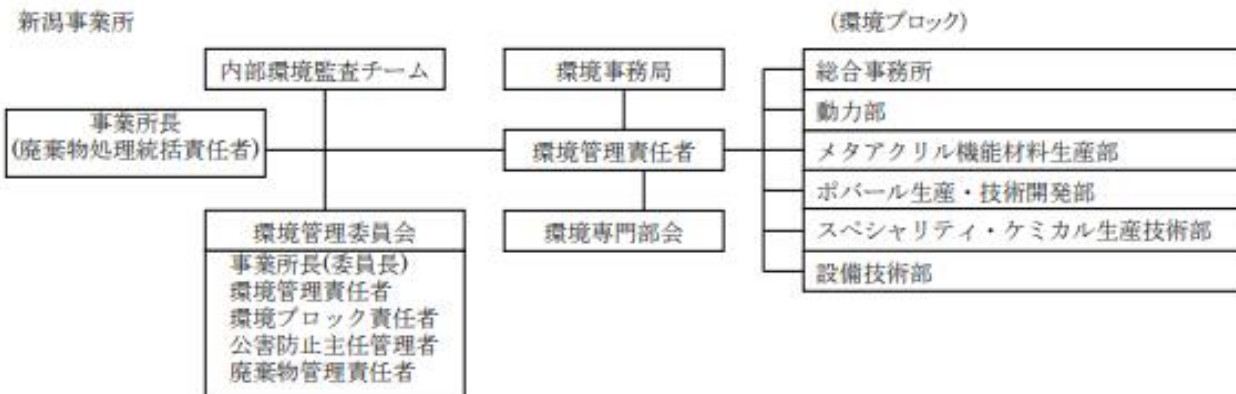 新潟事業所
(環境ブロック)
内部環境監査チーム
環境事務局
総合事務所
動力部
事業所長
(廃棄物処理統括責任者)
環境管理責任者
メタアクリル機能材料生産部
ポバール生産・技術開発部
環境管理委員会
環境専門部会
スペシャリティ・ケミカル生産技術部
事業所長(委員長)
環境管理責任者
環境ブロック責任者
公害防止主任管理者
廃棄物管理責任者
設備技術部